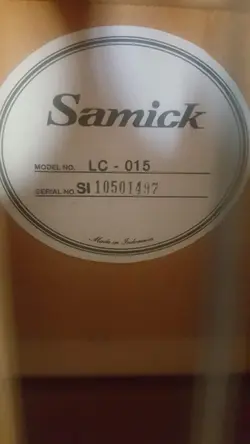 Samick
MODEL NO. LC - 015
SERIAL NO. SI 10501497
Made in Indonesia